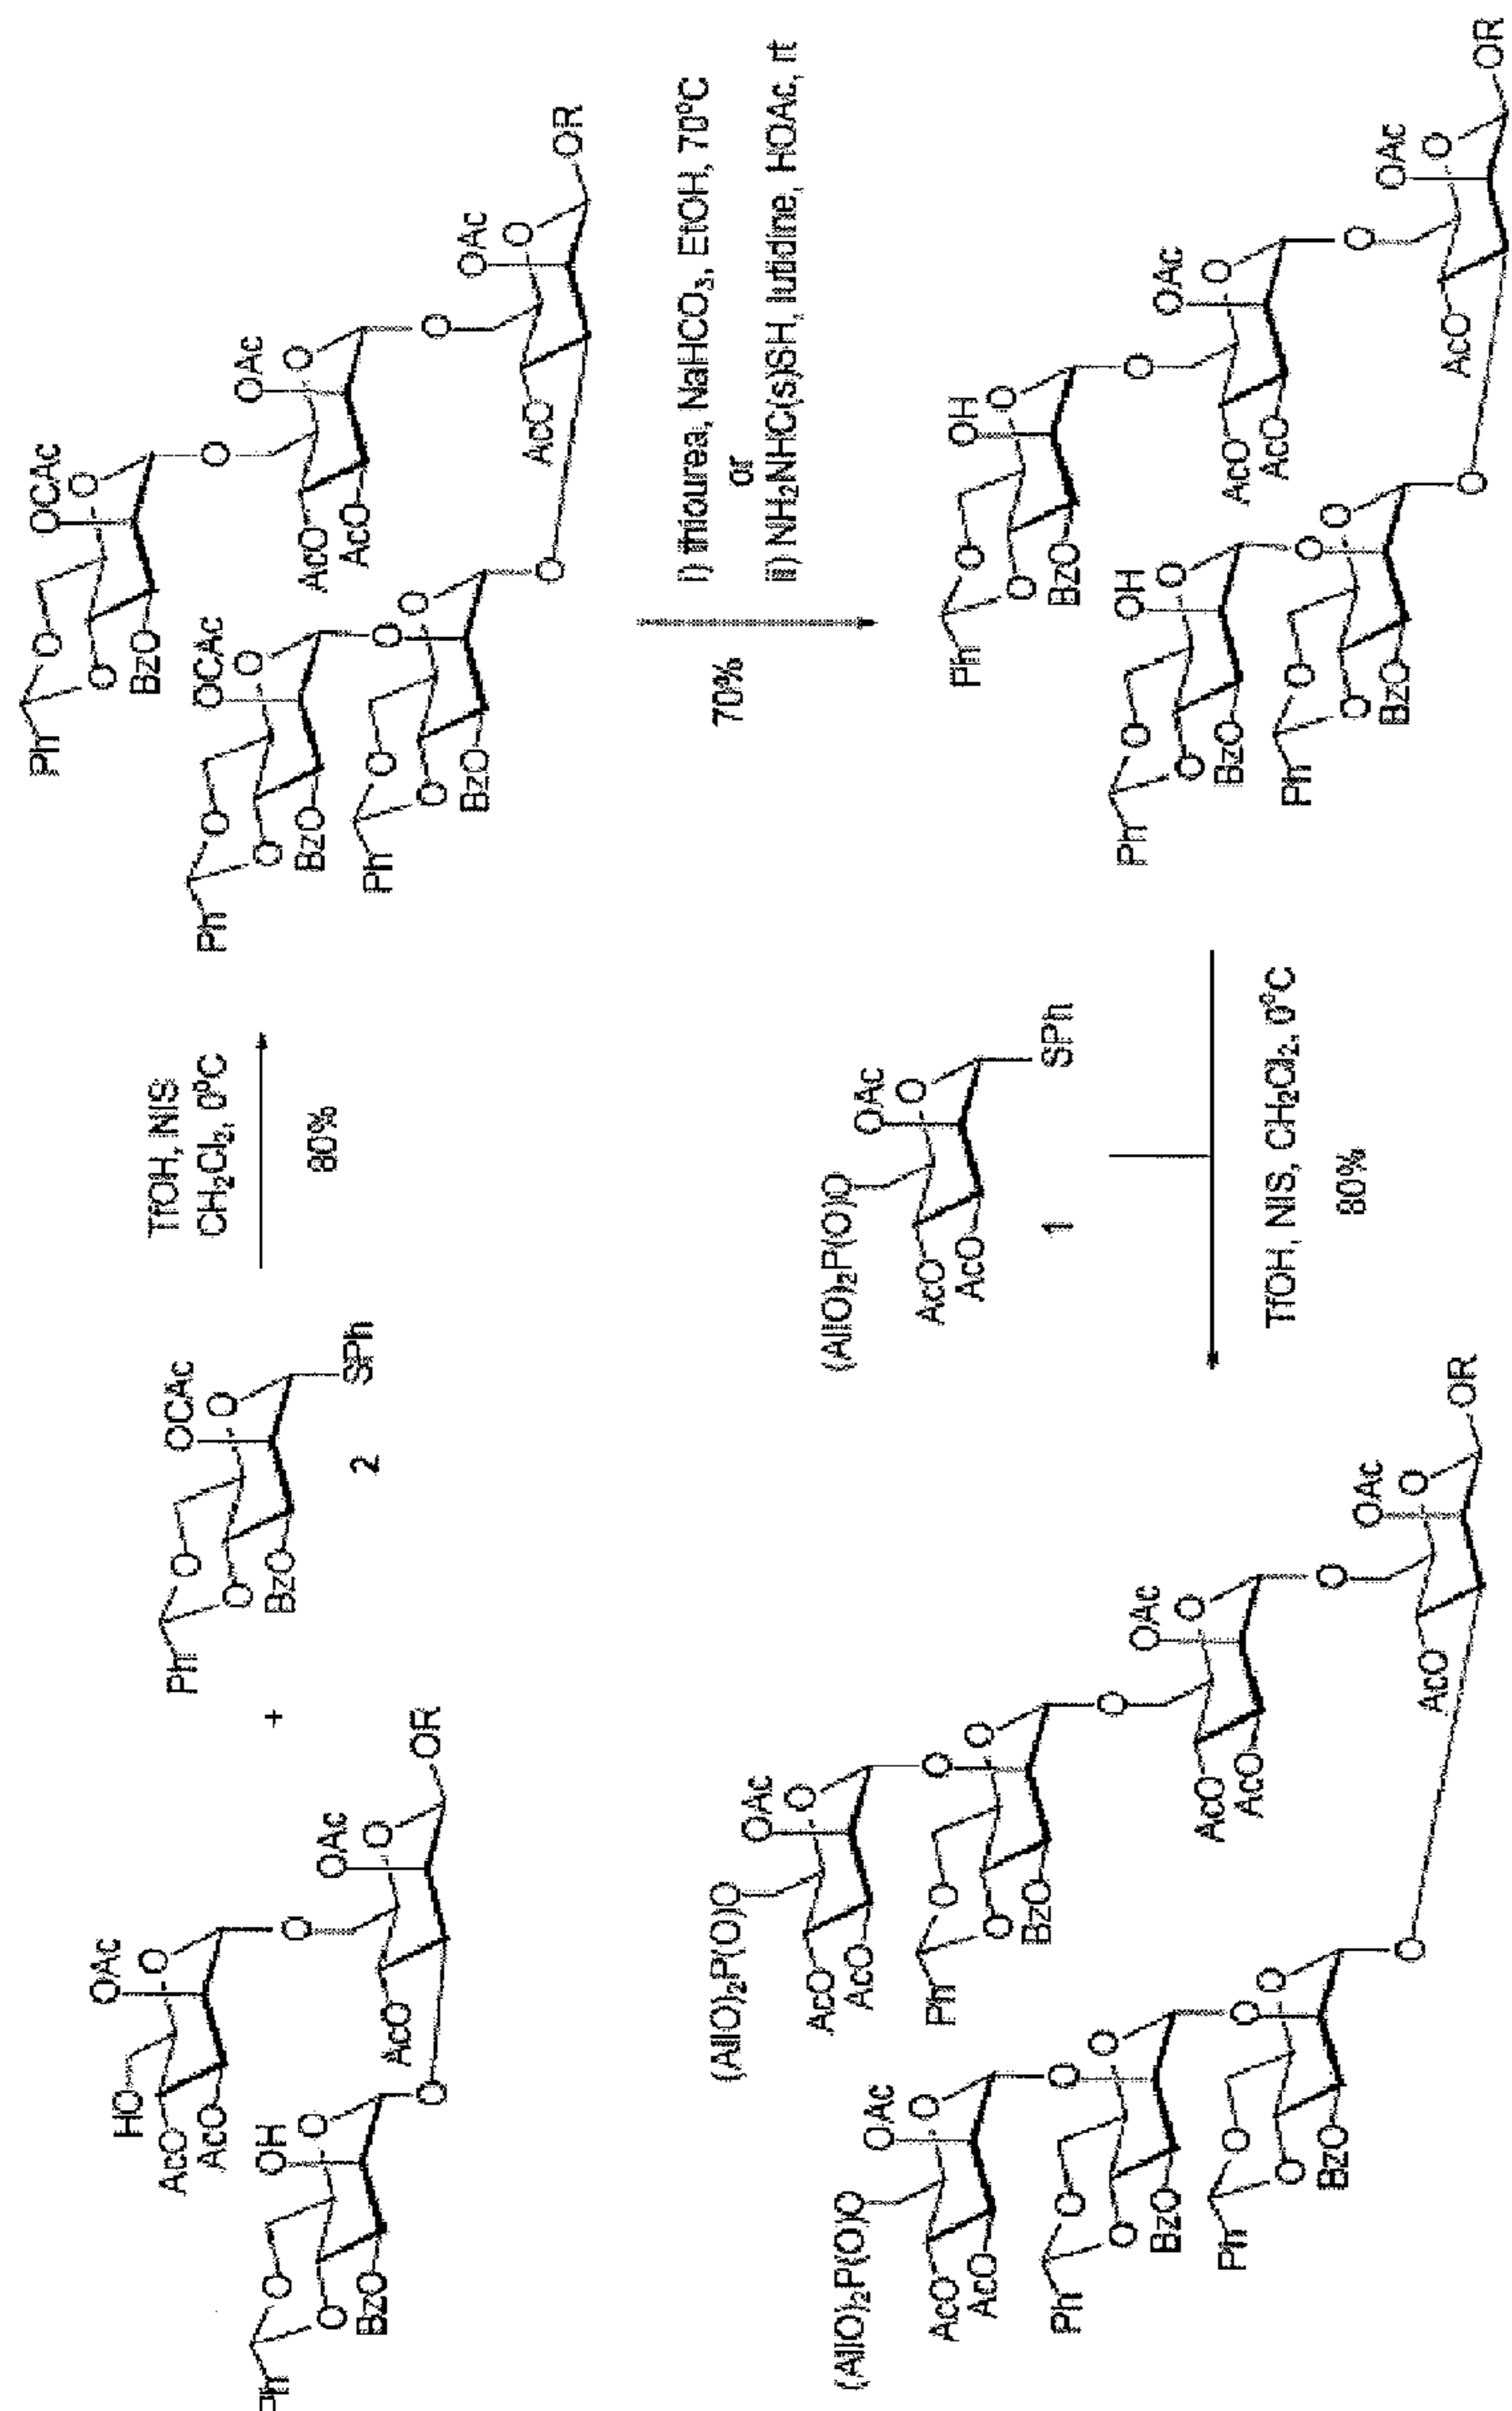 OAc
HO
O
AcO
AcO
O
OH
OAc
O
O
Ph
O
O
BzO
AcO
O
OR
+
OCAc
Ph
O
O
O
BzO
SPh
2
TfOH, NIS
CH₂Cl₂, 0⁰C
80%
OCAc
Ph
O
O
O
BzO
O
OAc
O
AcO
AcO
O
OCAc
Ph
O
O
O
BzO
O
OAc
O
AcO
OR
Ph
O
O
O
BzO
O
i) thiourea, NaHCO₃, EtOH, 70⁰C
or
ii) NH₂NHC(s)SH, lutidine, HOAc, rt
70%
(AllO)₂P(O)O
OAc
O
AcO
AcO
O
Ph
O
O
O
BzO
O
OAc
O
AcO
AcO
O
(AllO)₂P(O)O
OAc
O
AcO
AcO
O
Ph
O
O
O
BzO
O
Ph
O
O
O
BzO
O
OAc
O
AcO
OR
(AllO)₂P(O)O
OAc
O
AcO
AcO
SPh
1
TfOH, NIS, CH₂Cl₂, 0⁰C
80%
OH
Ph
O
O
O
BzO
O
OAc
O
AcO
AcO
O
OH
Ph
O
O
O
BzO
O
Ph
O
O
O
BzO
O
OAc
O
AcO
OR